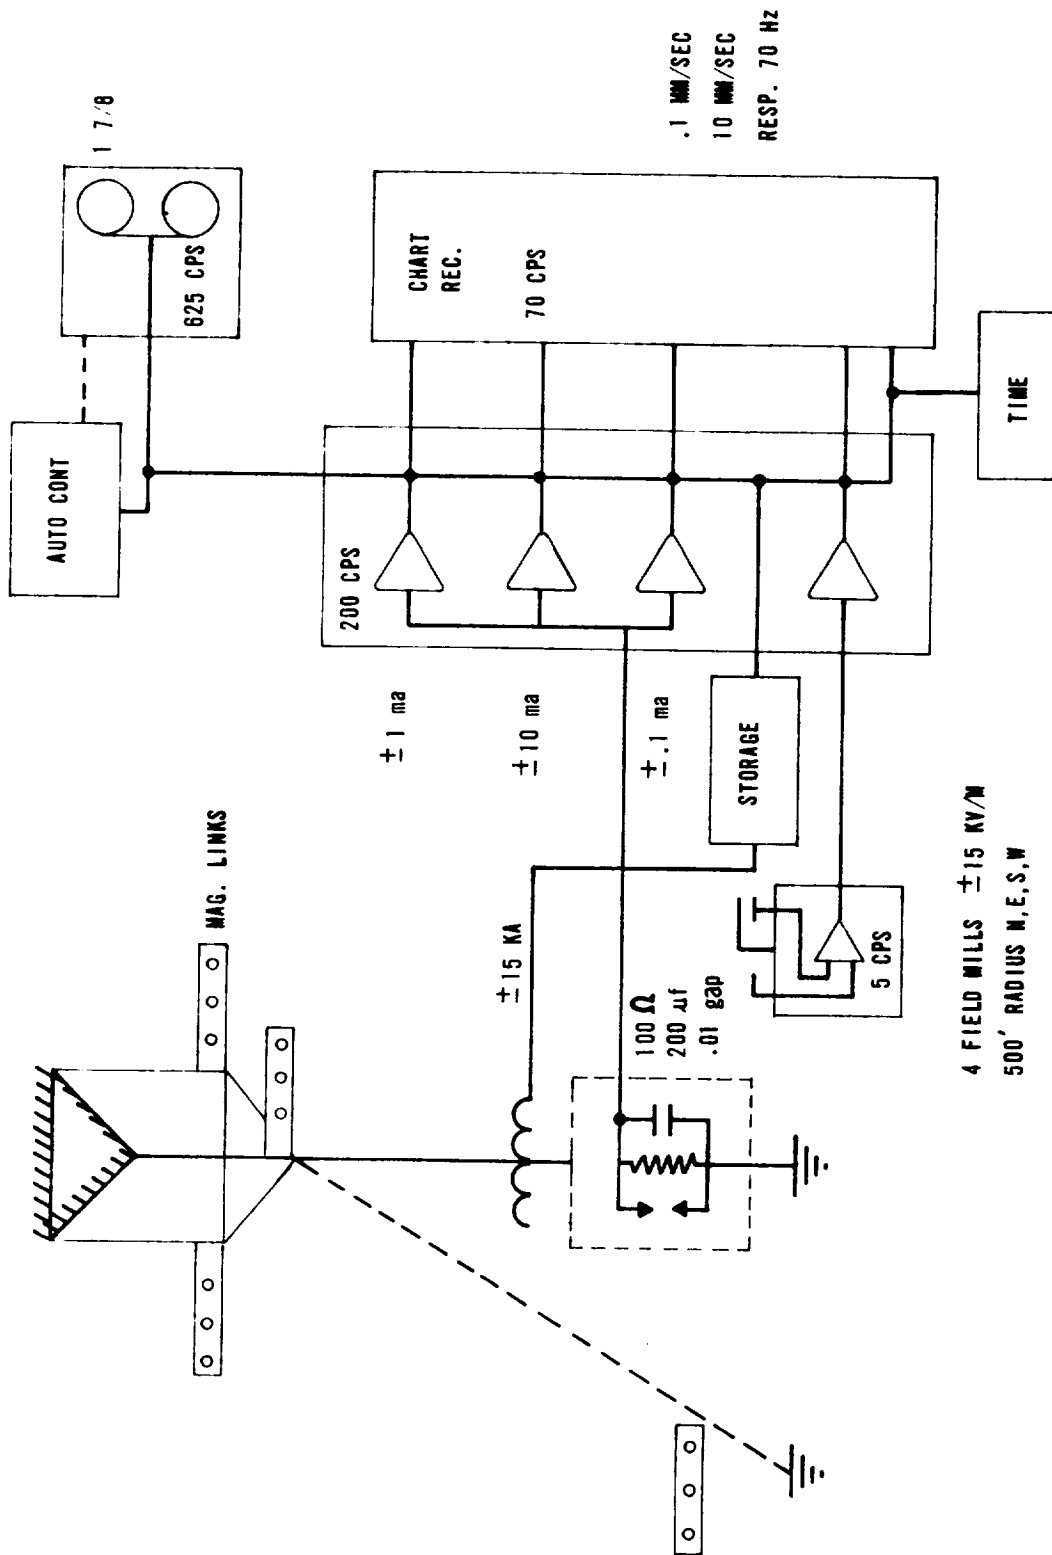 MAG. LINKS
±15 KA
100 Ω
200 µf
.01 gap
±1 ma
±10 ma
±.1 ma
STORAGE
5 CPS
4 FIELD MILLS ±15 KV/M
500' RADIUS N,E,S,W
AUTO CONT
200 CPS
1 7/8
625 CPS
CHART
REC.
70 CPS
TIME
.1 MM/SEC
10 MM/SEC
RESP. 70 Hz